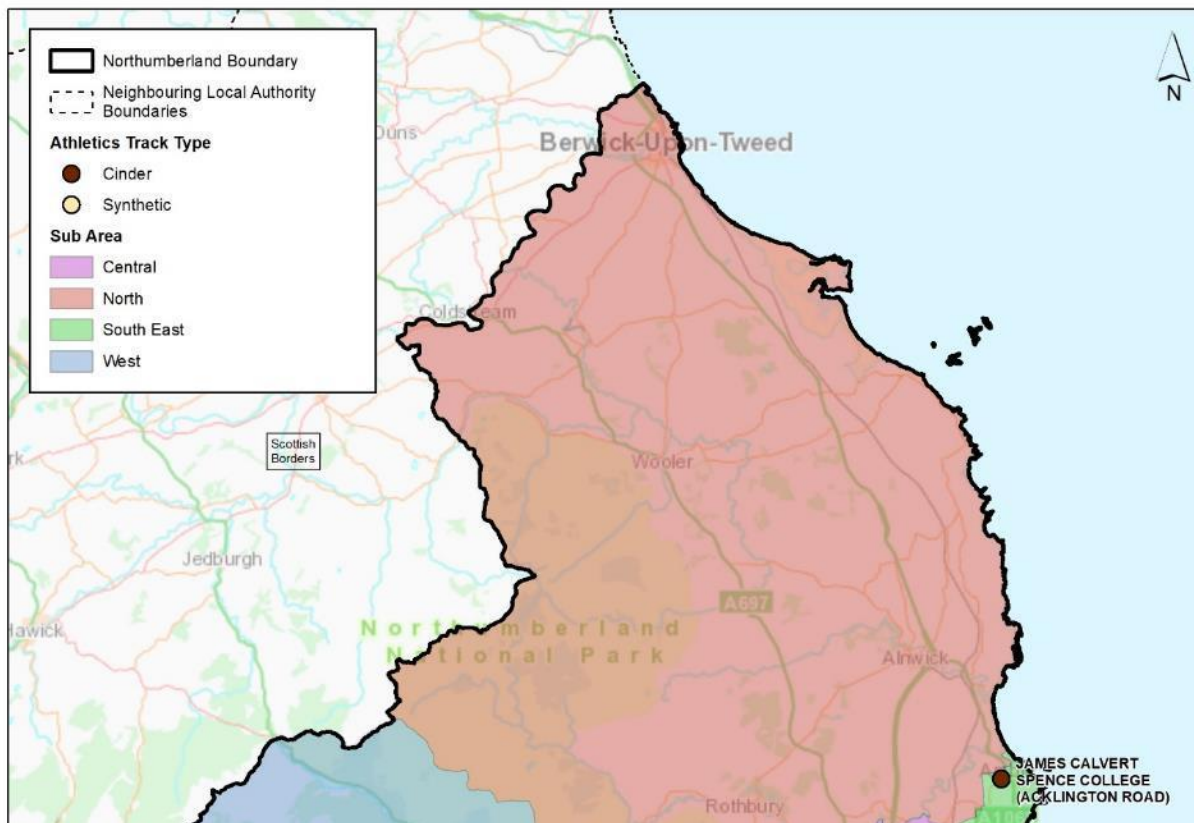 Northumberland Boundary
Neighbouring Local Authority
Boundaries
Athletics Track Type
Cinder
Synthetic
Sub Area
Central
North
South East
West
N
Duns
Berwick-Upon-Tweed
Coldstream
Scottish
Borders
Wooler
Jedburgh
A697
Hawick
Northumberland
National Park
Alnwick
JAMES CALVERT
SPENCE COLLEGE
(ACKLINGTON ROAD)
Rothbury